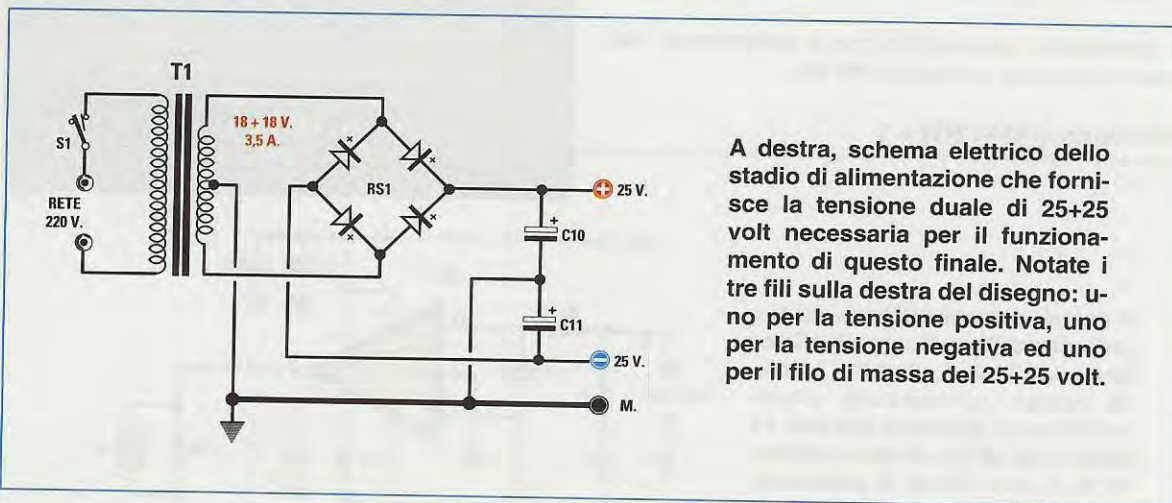 T1
18 + 18 V.
3,5 A.
S1
RETE
220 V.
RS1
25 V.
+
C10
+
C11
25 V.
M.
A destra, schema elettrico dello
stadio di alimentazione che forni-
sce la tensione duale di 25+25
volt necessaria per il funziona-
mento di questo finale. Notate i
tre fili sulla destra del disegno: u-
no per la tensione positiva, uno
per la tensione negativa ed uno
per il filo di massa dei 25+25 volt.